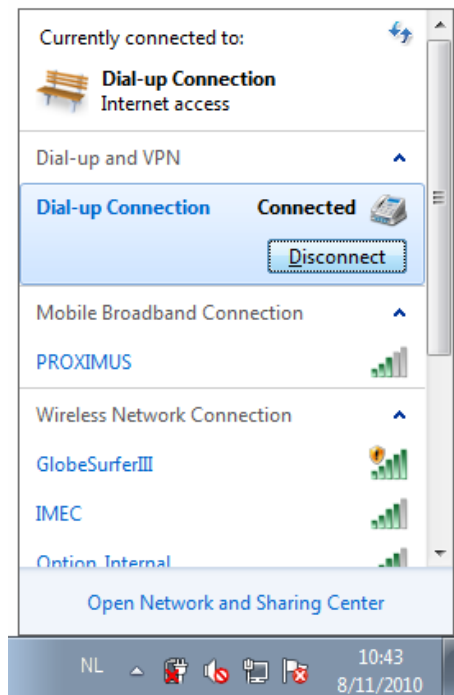 Currently connected to:
Dial-up Connection
Internet access
Dial-up and VPN
Dial-up Connection Connected
Disconnect
Mobile Broadband Connection
PROXIMUS
Wireless Network Connection
GlobeSurferIII
IMEC
Option Internal
Open Network and Sharing Center
NL 10:43
8/11/2010